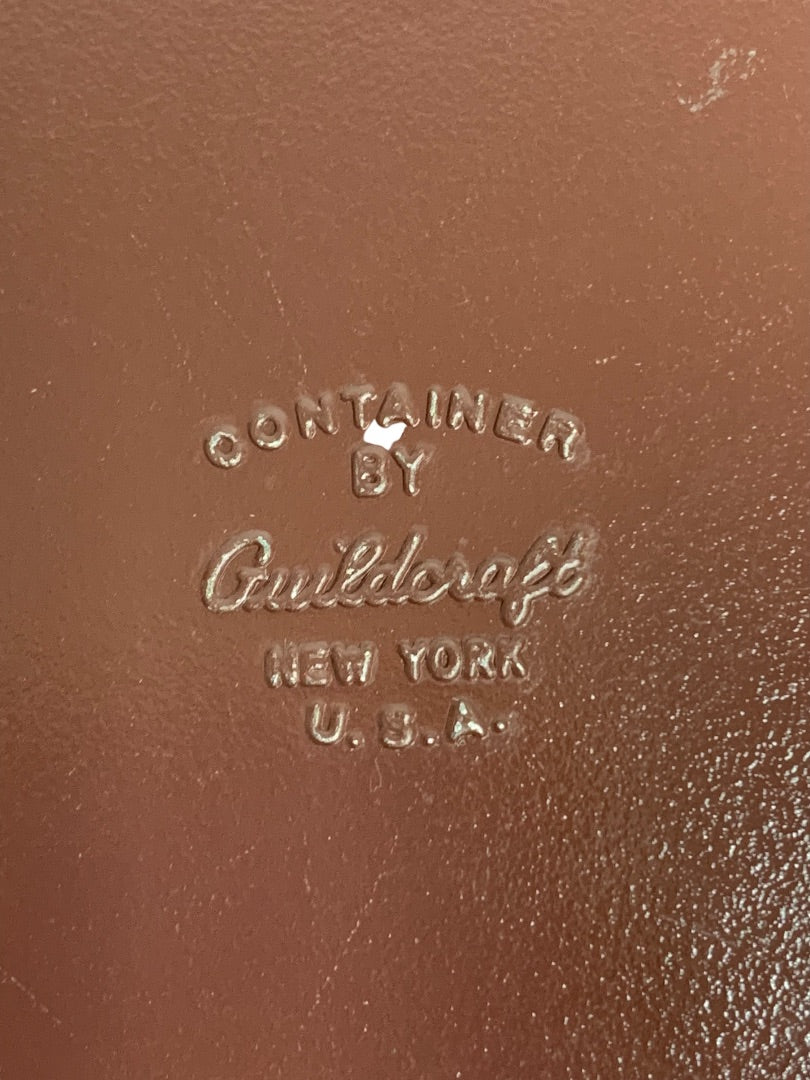 CONTAINER
BY
Guildcraft
NEW YORK
U.S.A.